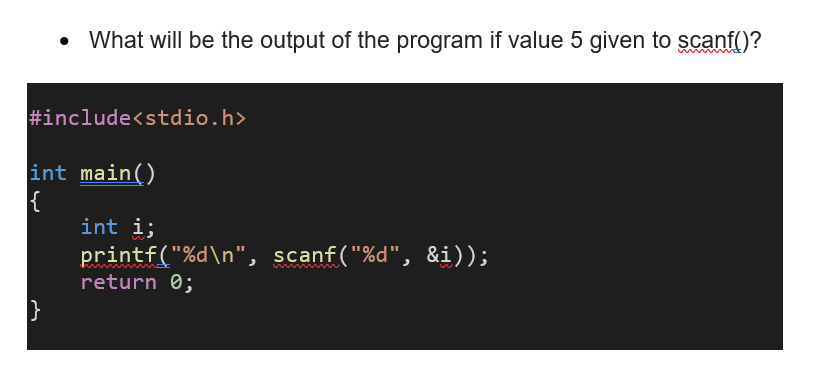 • What will be the output of the program if value 5 given to scanf()?
#include<stdio.h>
int main()
{
    int i;
    printf("%d\n", scanf("%d", &i));
    return 0;
}